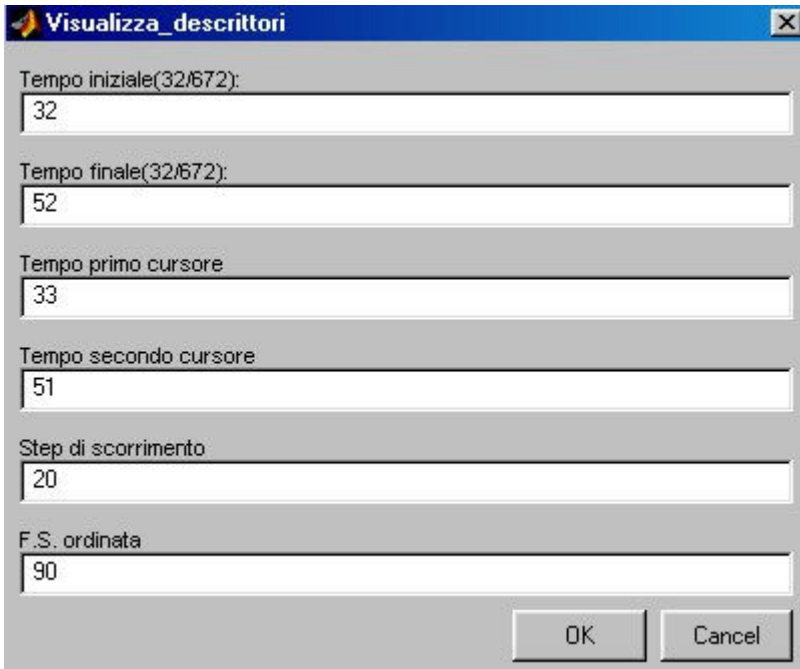 Visualizza_descrittori
Tempo iniziale(32/672):
32
Tempo finale(32/672):
52
Tempo primo cursore
33
Tempo secondo cursore
51
Step di scorrimento
20
F.S. ordinata
90
OK Cancel